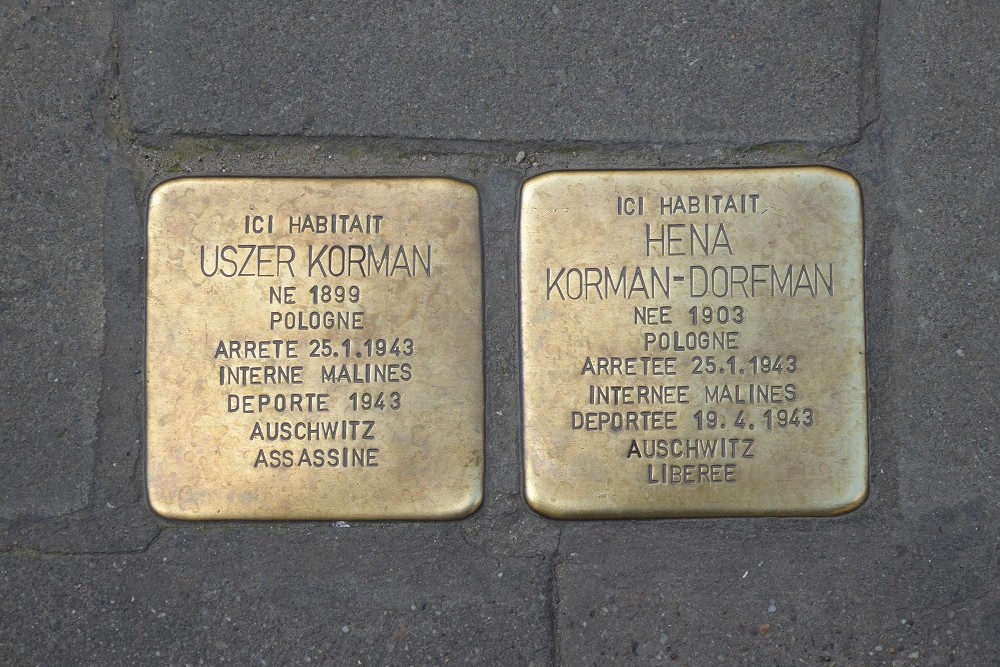 ICI HABITAIT
USZER KORMAN
NE 1899
POLOGNE
ARRETE 25.1.1943
INTERNE MALINES
DEPORTE 1943
AUSCHWITZ
ASSASSINE
ICI HABITAIT
HENA
KORMAN-DORFMAN
NEE 1903
POLOGNE
ARRETEE 25.1.1943
INTERNEE MALINES
DEPORTEE 19.4.1943
AUSCHWITZ
LIBEREE